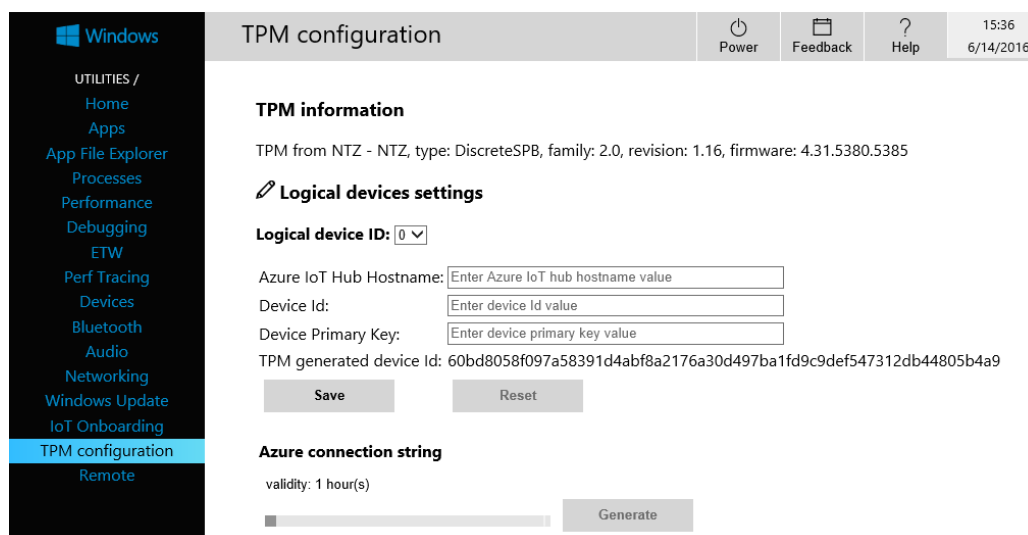 Windows
TPM configuration
Power
Feedback
?
Help
15:36
6/14/2016
UTILITIES /
Home
Apps
App File Explorer
Processes
Performance
Debugging
ETW
Perf Tracing
Devices
Bluetooth
Audio
Networking
Windows Update
IoT Onboarding
TPM configuration
Remote
TPM information
TPM from NTZ - NTZ, type: DiscreteSPB, family: 2.0, revision: 1.16, firmware: 4.31.5380.5385
Logical devices settings
Logical device ID: 0
Azure IoT Hub Hostname: Enter Azure IoT hub hostname value
Device Id: Enter device Id value
Device Primary Key: Enter device primary key value
TPM generated device Id: 60bd8058f097a58391d4abf8a2176a30d497ba1fd9c9def547312db44805b4a9
Save Reset
Azure connection string
validity: 1 hour(s)
Generate